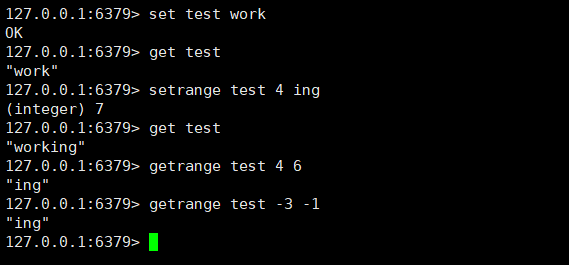 127.0.0.1:6379> set test work
OK
127.0.0.1:6379> get test
"work"
127.0.0.1:6379> setrange test 4 ing
(integer) 7
127.0.0.1:6379> get test
"working"
127.0.0.1:6379> getrange test 4 6
"ing"
127.0.0.1:6379> getrange test -3 -1
"ing"
127.0.0.1:6379>